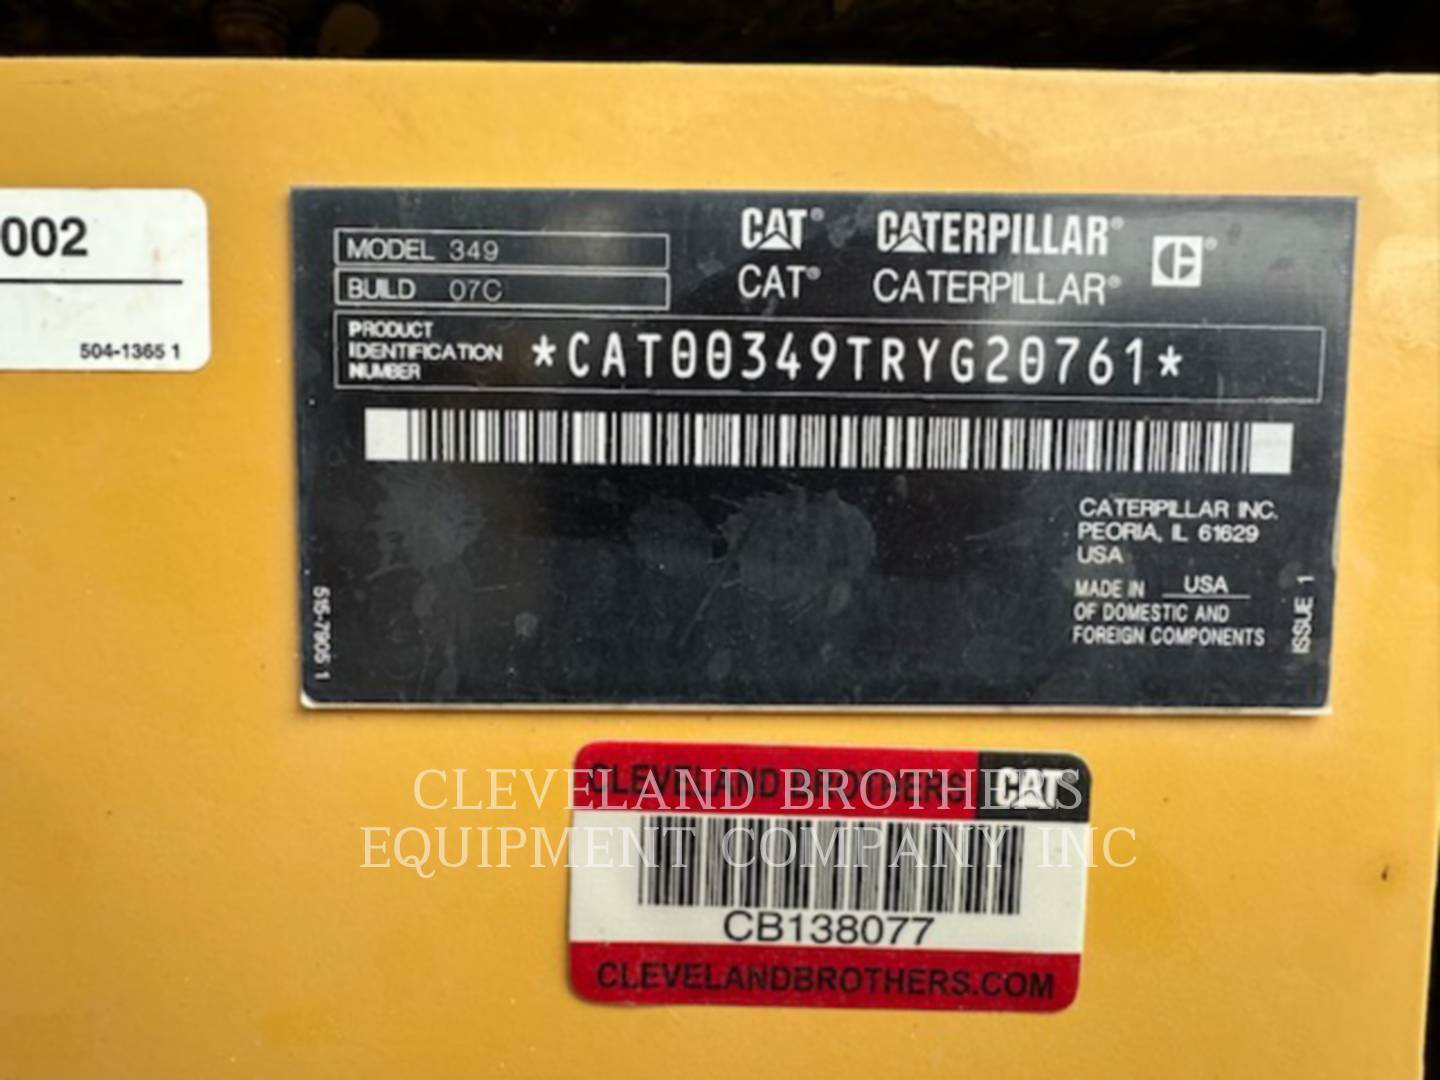 002
504-1365 1
MODEL 349
BUILD 07C
CAT® CATERPILLAR®
CAT® CATERPILLAR®
C®
PRODUCT
IDENTIFICATION
NUMBER
*CAT00349TRYG20761*
CATERPILLAR INC.
PEORIA, IL 61629
USA
MADE IN USA
OF DOMESTIC AND
FOREIGN COMPONENTS
515-7905 1
ISSUE 1
CLEVELAND BROTHERS CAT
CB138077
CLEVELANDBROTHERS.COM
CLEVELAND BROTHERS
EQUIPMENT COMPANY INC